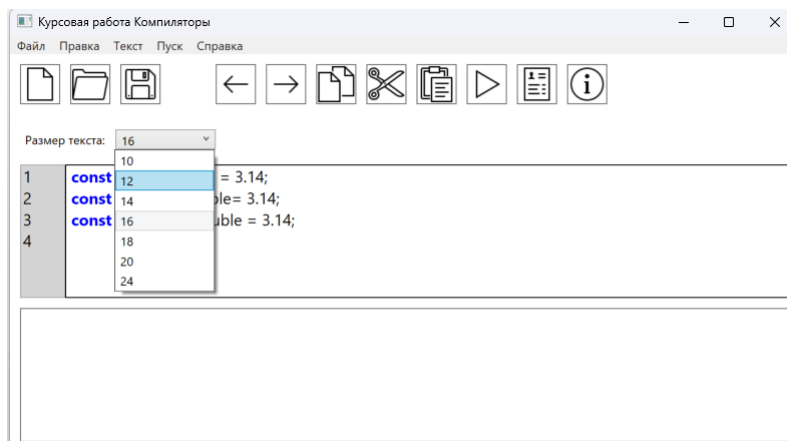 Курсовая работа Компиляторы
Файл Правка Текст Пуск Справка
Размер текста: 16
10
12
14
16
18
20
24
1 const = 3.14;
2 const ble= 3.14;
3 const uble = 3.14;
4